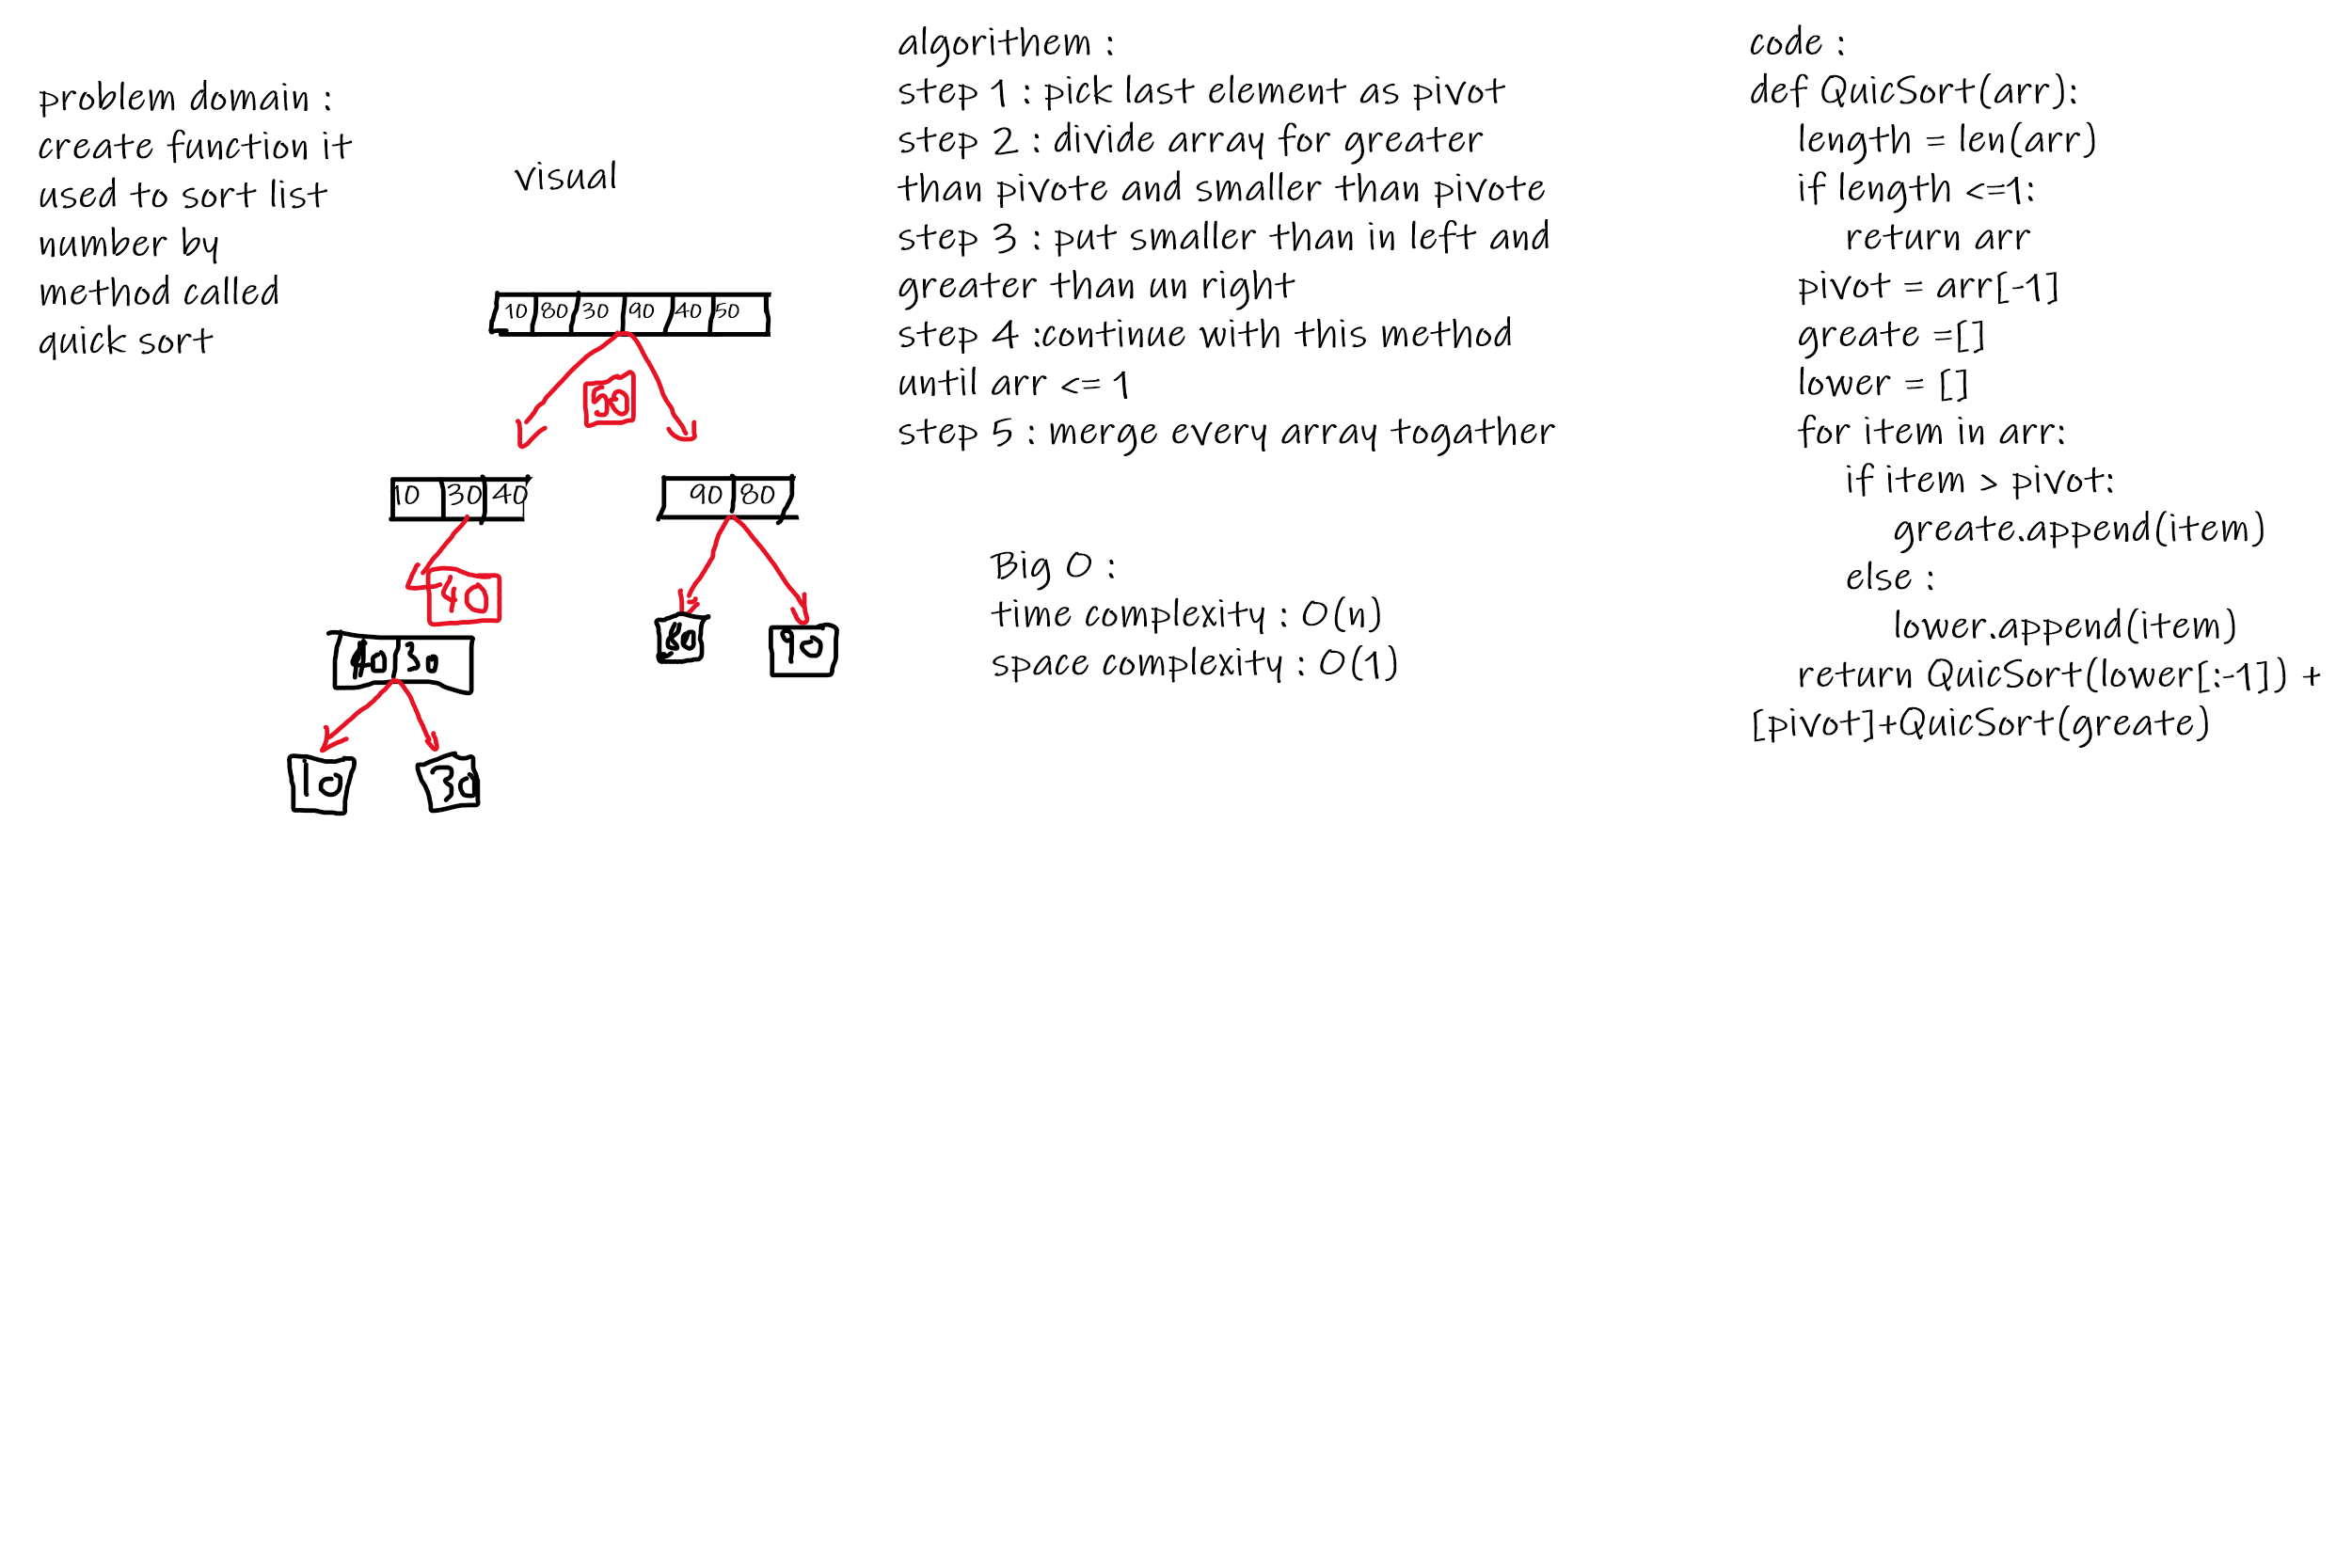 problem domain :
create function it
used to sort list
number by
method called
quick sort
visual
10 80 30 90 40 50
50
10 30 40
90 80
40
30
80
90
10
30
algorithem :
step 1 : pick last element as pivot
step 2 : divide array for greater
than pivote and smaller than pivote
step 3 : put smaller than in left and
greater than un right
step 4 :continue with this method
until arr <= 1
step 5 : merge every array togather
Big O :
time complexity : O(n)
space complexity : O(1)
code :
def QuicSort(arr):
length = len(arr)
if length <=1:
return arr
pivot = arr[-1]
greate =[]
lower = []
for item in arr:
if item > pivot:
greate.append(item)
else :
lower.append(item)
return QuicSort(lower[:-1]) +
[pivot]+QuicSort(greate)